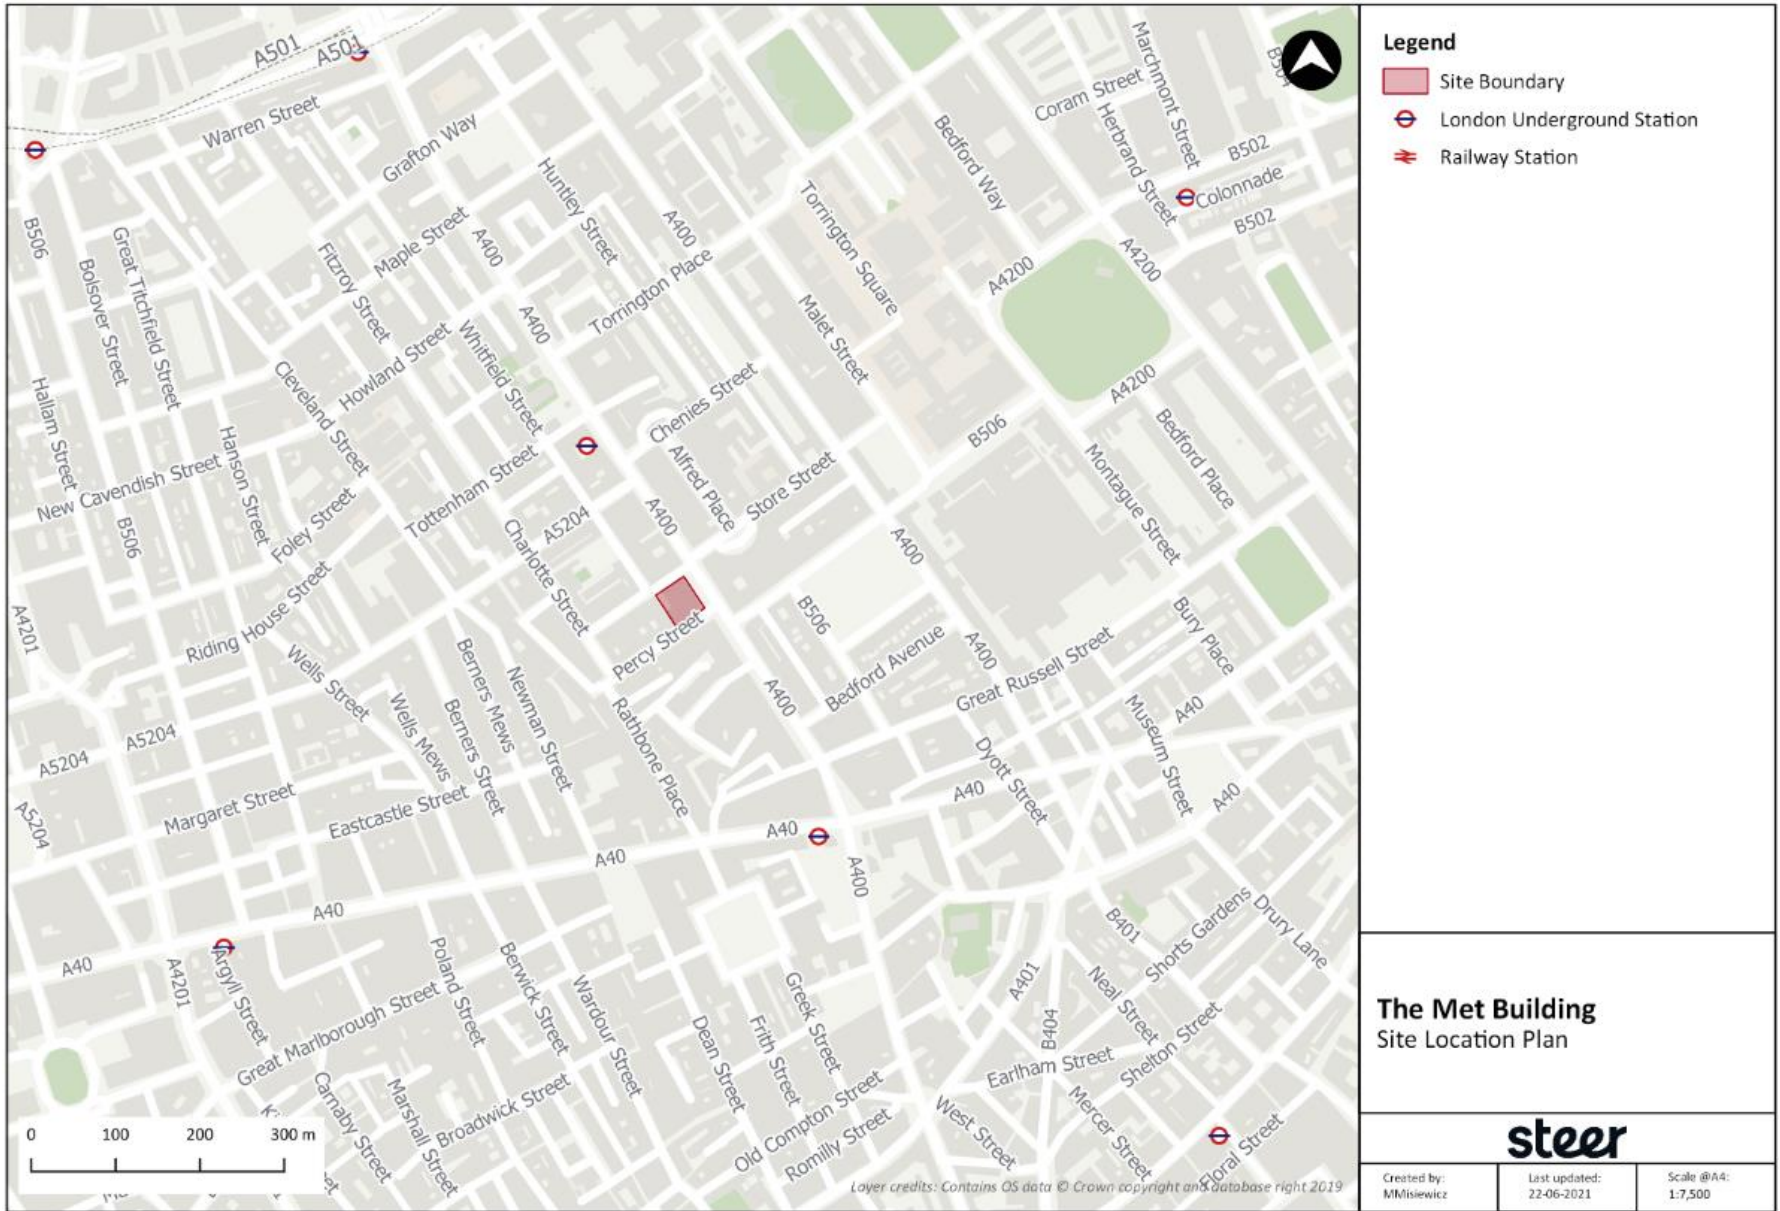 A501
A501
B504
Marchmont Street
Coram Street
Herbrand Street
B502
Colonnade
B502
Bedford Way
Warren Street
Grafton Way
Huntley Street
A400
Torrington Square
A4200
A4200
B506
Great Titchfield Street
Bolsover Street
Fitzroy Street
Maple Street
A400
A400
Torrington Place
Malet Street
Hallam Street
Cleveland Street
Howland Street
Whitfield Street
Chenies Street
A4200
Bedford Place
B506
New Cavendish Street
Hanson Street
Foley Street
Tottenham Street
Alfred Place
Store Street
Montague Street
B506
A5204
A400
A400
Charlotte Street
Riding House Street
A4201
Percy Street
B506
Bedford Avenue
A400
Great Russell Street
Bury Place
Wells Street
Berners Mews
Newman Street
Wells Mews
Berners Street
Rathbone Place
A400
Museum Street
A40
A5204
A5204
A5204
Dyott Street
A40
A40
Margaret Street
Eastcastle Street
A40
A40
A400
A40
A40
A4201
Argyll Street
Great Marlborough Street
Poland Street
Berwick Street
Wardour Street
Greek Street
Frith Street
Dean Street
B401
Shorts Gardens
Drury Lane
A401
Neal Street
B404
Shelton Street
Earlham Street
Mercer Street
West Street
Floral Street
Old Compton Street
Romilly Street
Carnaby Street
Marshall Street
Broadwick Street
0 100 200 300 m
Layer credits: Contains OS data © Crown copyright and database right 2019
Legend
Site Boundary
London Underground Station
Railway Station
The Met Building
Site Location Plan
steer
Created by:
MMisiewicz
Last updated:
22-06-2021
Scale @A4:
1:7,500